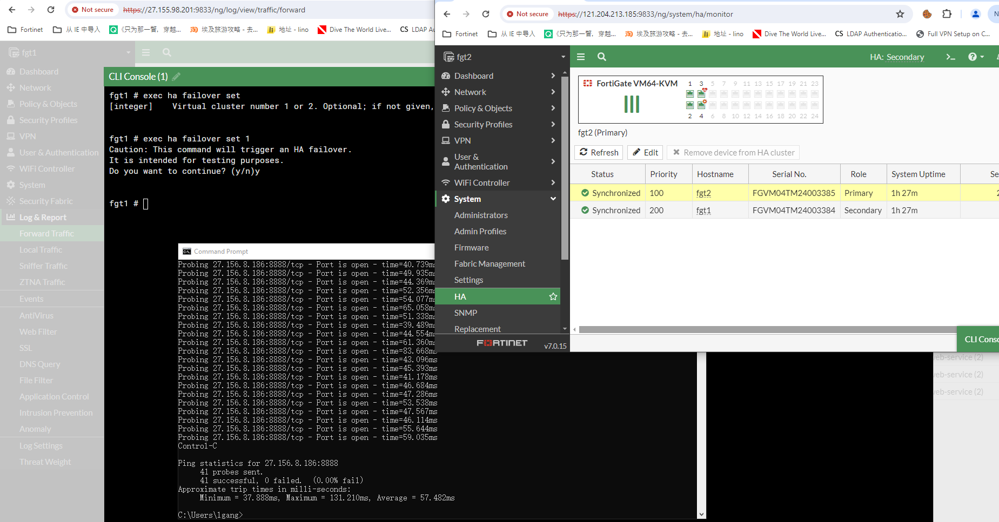 Not secure https://27.155.98.201:9833/ng/log/view/traffic/forward
Fortinet 从 IE 中导入 《只为那一瞥，穿越... 埃及旅游攻略 - 去... 地址 - lino Dive The World Live... CS LDAP Au
fgt1
Dashboard
Network
Policy & Objects
Security Profiles
VPN
User & Authentication
WiFi Controller
System
Security Fabric
Log & Report
Forward Traffic
Local Traffic
Sniffer Traffic
ZTNA Traffic
Events
AntiVirus
Web Filter
SSL
DNS Query
File Filter
Application Control
Intrusion Prevention
Anomaly
Log Settings
Threat Weight
CLI Console (1)
fgt1 # exec ha failover set
[integer] Virtual cluster number 1 or 2. Optional; if not given,
fgt1 # exec ha failover set 1
Caution: This command will trigger an HA failover.
It is intended for testing purposes.
Do you want to continue? (y/n)y
fgt1 #
Command Prompt
Probing 27.156.8.186:8888/tcp - Port is open - time=40.739ms
Probing 27.156.8.186:8888/tcp - Port is open - time=49.935ms
Probing 27.156.8.186:8888/tcp - Port is open - time=44.369ms
Probing 27.156.8.186:8888/tcp - Port is open - time=52.356ms
Probing 27.156.8.186:8888/tcp - Port is open - time=54.077ms
Probing 27.156.8.186:8888/tcp - Port is open - time=65.058ms
Probing 27.156.8.186:8888/tcp - Port is open - time=51.338ms
Probing 27.156.8.186:8888/tcp - Port is open - time=39.489ms
Probing 27.156.8.186:8888/tcp - Port is open - time=44.554ms
Probing 27.156.8.186:8888/tcp - Port is open - time=61.360ms
Probing 27.156.8.186:8888/tcp - Port is open - time=83.668ms
Probing 27.156.8.186:8888/tcp - Port is open - time=43.096ms
Probing 27.156.8.186:8888/tcp - Port is open - time=45.393ms
Probing 27.156.8.186:8888/tcp - Port is open - time=41.178ms
Probing 27.156.8.186:8888/tcp - Port is open - time=46.684ms
Probing 27.156.8.186:8888/tcp - Port is open - time=47.286ms
Probing 27.156.8.186:8888/tcp - Port is open - time=53.538ms
Probing 27.156.8.186:8888/tcp - Port is open - time=47.567ms
Probing 27.156.8.186:8888/tcp - Port is open - time=46.114ms
Probing 27.156.8.186:8888/tcp - Port is open - time=55.644ms
Probing 27.156.8.186:8888/tcp - Port is open - time=59.035ms
Control-C
Ping statistics for 27.156.8.186:8888
41 probes sent.
41 successful, 0 failed. (0.00% fail)
Approximate trip times in milli-seconds:
Minimum = 37.888ms, Maximum = 131.210ms, Average = 57.482ms
C:\Users\lgang>
Not secure https://121.204.213.185:9833/ng/system/ha/monitor
Fortinet 从 IE 中导入 《只为那一瞥，穿越... 埃及旅游攻略 - 去... 地址 - lino Dive The World Live... CS LDAP Authenticatio... Full VPN Setup on C...
fgt2
Dashboard
Network
Policy & Objects
Security Profiles
VPN
User &
Authentication
WiFi Controller
System
Administrators
Admin Profiles
Firmware
Fabric Management
Settings
HA
SNMP
Replacement
FORTINET v7.0.15
HA: Secondary
FortiGate VM64-KVM 1 3 5 7 9 11 13 15 17 19 21 23
2 4 6 8 10 12 14 16 18 20 22 24
fgt2 (Primary)
Refresh Edit Remove device from HA cluster
Status Priority Hostname Serial No. Role System Uptime Se
Synchronized 100 fgt2 FGVM04TM24003385 Primary 1h 27m 2
Synchronized 200 fgt1 FGVM04TM24003384 Secondary 1h 27m
CLI Conso
veb-service (2)
veb-service (2)
veb-service (2)